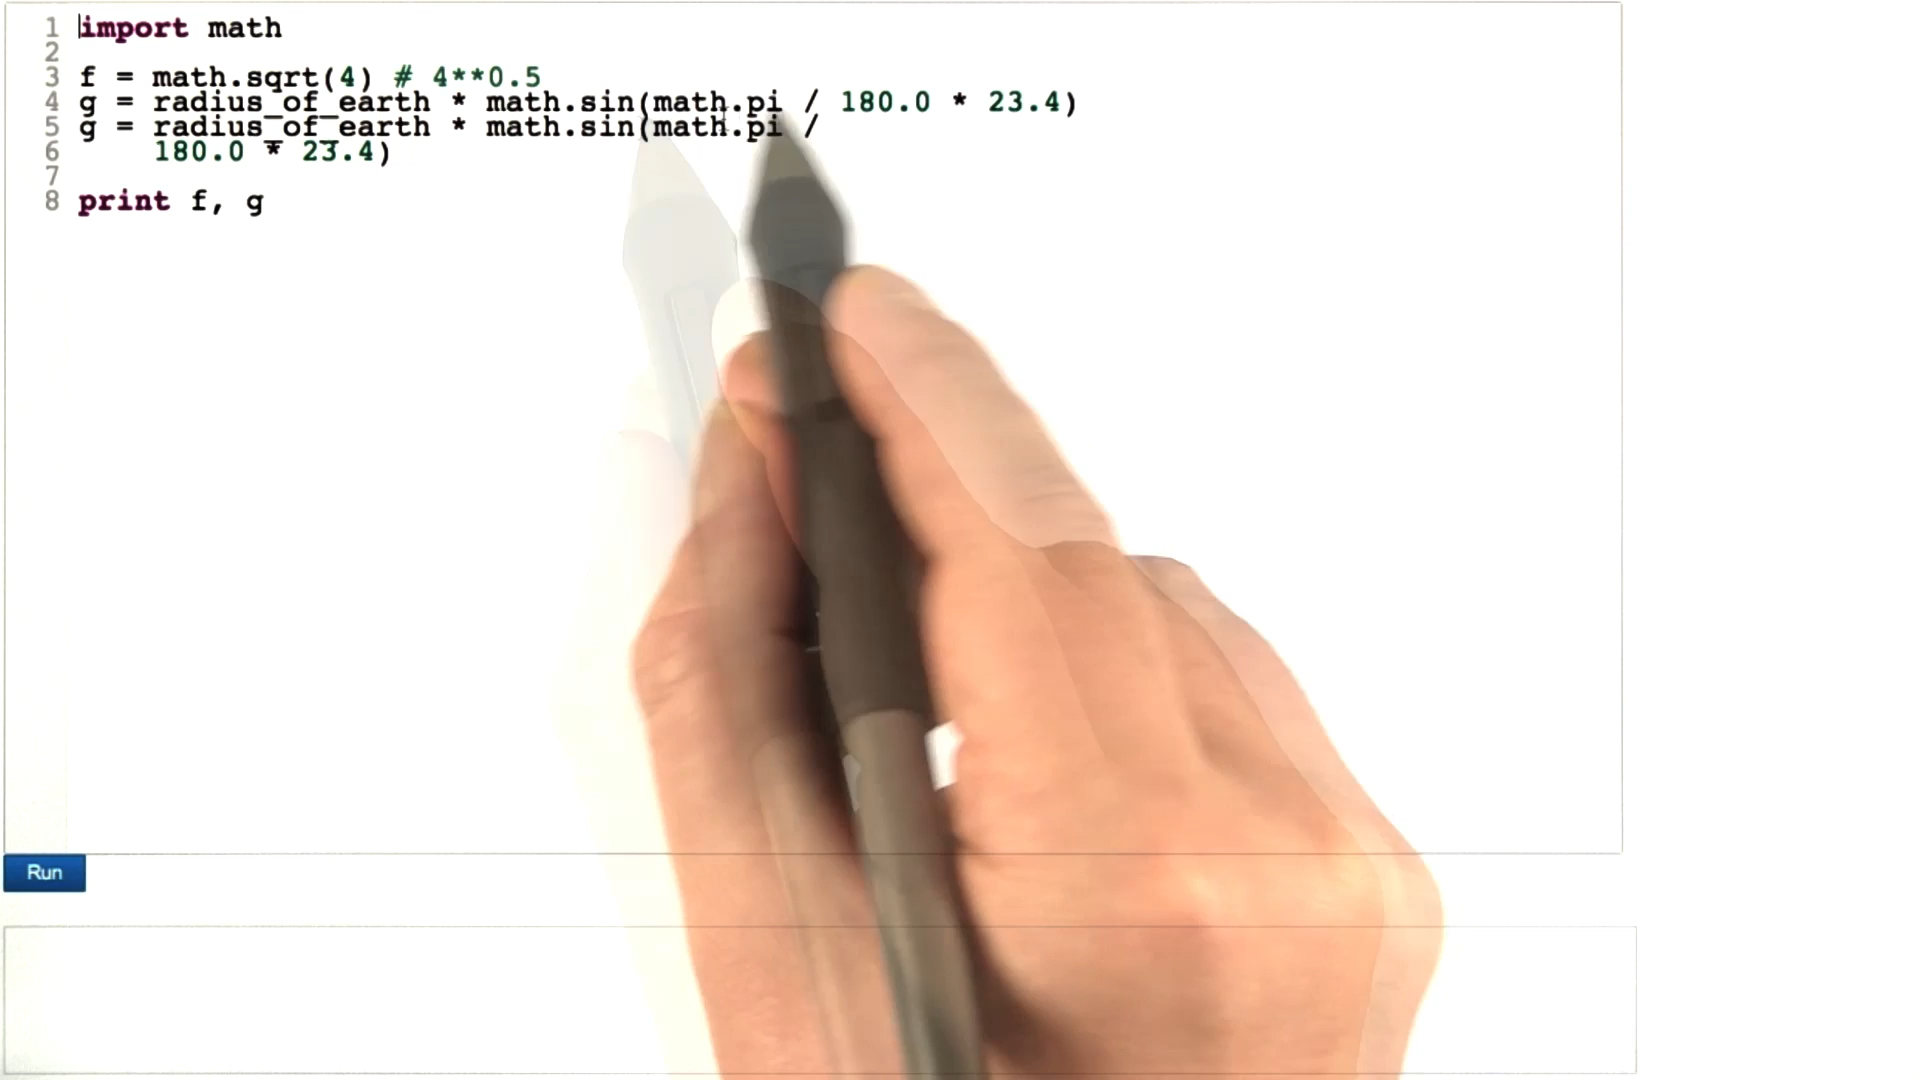 1 import math
2
3 f = math.sqrt(4) # 4**0.5
4 g = radius_of_earth * math.sin(math.pi / 180.0 * 23.4)
5 g = radius_of_earth * math.sin(math.pi /
6 180.0 * 23.4)
7
8 print f, g
Run